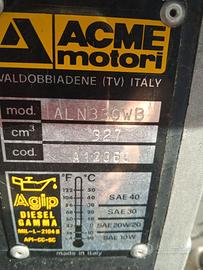 ACME
motori
VALDOBBIADENE (TV) ITALY
mod. ALN330WB
cm³ 327
cod.
Agip
DIESEL
GAMMA
MIL-L-2104 B
API-CC-SC
°F °C
SAE 40
SAE 30
SAE 20W/20
SAE 10W
made in Italy